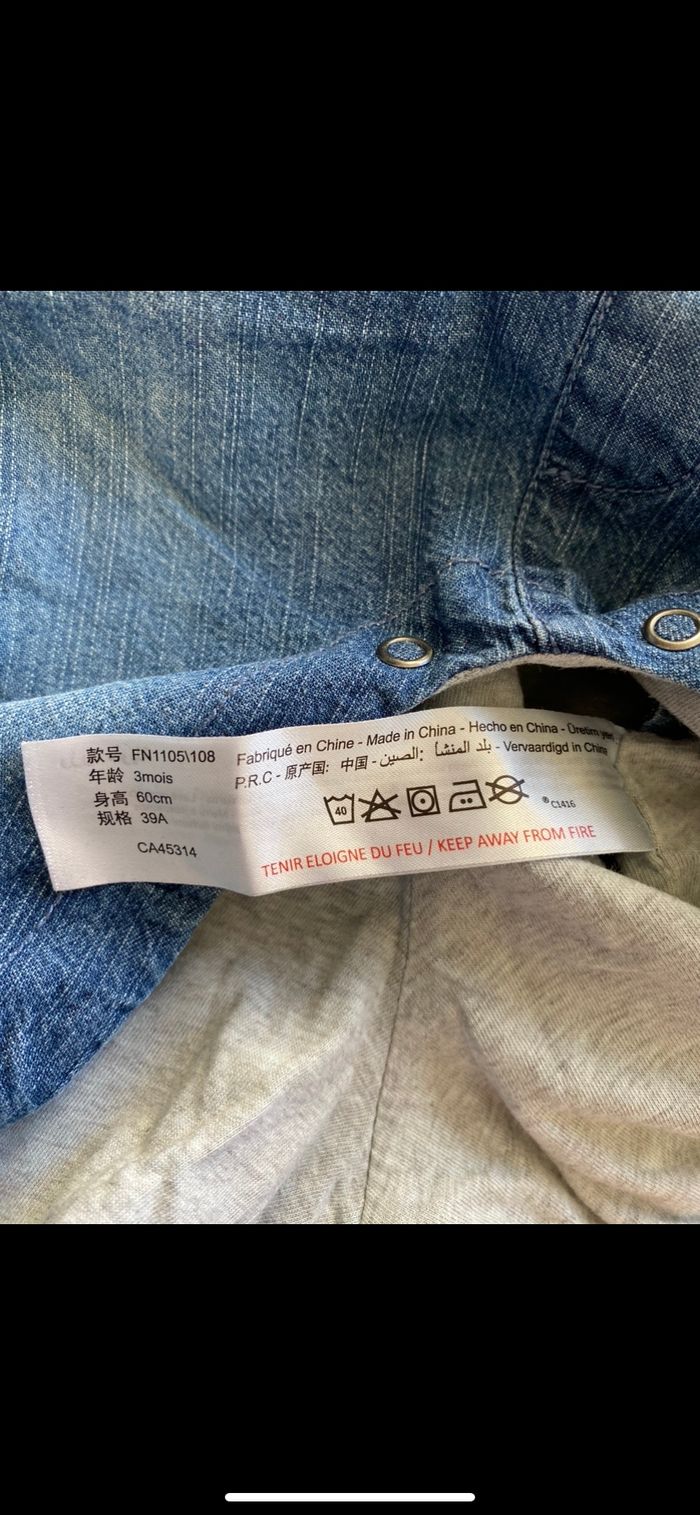 款号 FN1105\108
年龄 3mois
身高 60cm
规格 39A
CA45314
Fabriqué en Chine - Made in China - Hecho en China - Üretim yeri
P.R.C - 原产国: 中国 - بلد المنشأ: الصين - Vervaardigd in China
40
® C1416
TENIR ELOIGNE DU FEU / KEEP AWAY FROM FIRE